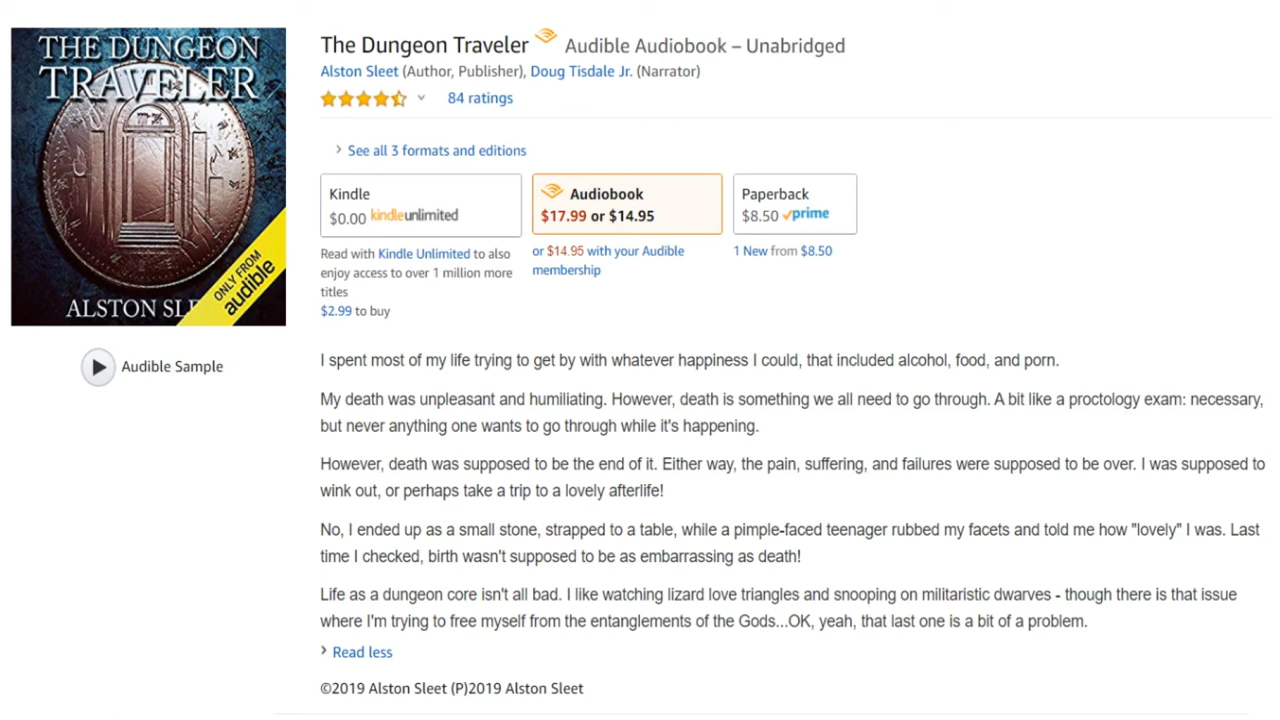 THE DUNGEON
TRAVELER
ONLY FROM
audible
ALSTON SLE
Audible Sample
The Dungeon Traveler Audible Audiobook – Unabridged
Alston Sleet (Author, Publisher), Doug Tisdale Jr. (Narrator)
84 ratings
See all 3 formats and editions
Kindle
$0.00 kindleunlimited
Read with Kindle Unlimited to also
enjoy access to over 1 million more
titles
$2.99 to buy
Audiobook
$17.99 or $14.95
or $14.95 with your Audible
membership
Paperback
$8.50 prime
1 New from $8.50
I spent most of my life trying to get by with whatever happiness I could, that included alcohol, food, and porn.
My death was unpleasant and humiliating. However, death is something we all need to go through. A bit like a proctology exam: necessary,
but never anything one wants to go through while it's happening.
However, death was supposed to be the end of it. Either way, the pain, suffering, and failures were supposed to be over. I was supposed to
wink out, or perhaps take a trip to a lovely afterlife!
No, I ended up as a small stone, strapped to a table, while a pimple-faced teenager rubbed my facets and told me how "lovely" I was. Last
time I checked, birth wasn't supposed to be as embarrassing as death!
Life as a dungeon core isn't all bad. I like watching lizard love triangles and snooping on militaristic dwarves - though there is that issue
where I'm trying to free myself from the entanglements of the Gods...OK, yeah, that last one is a bit of a problem.
Read less
©2019 Alston Sleet (P)2019 Alston Sleet